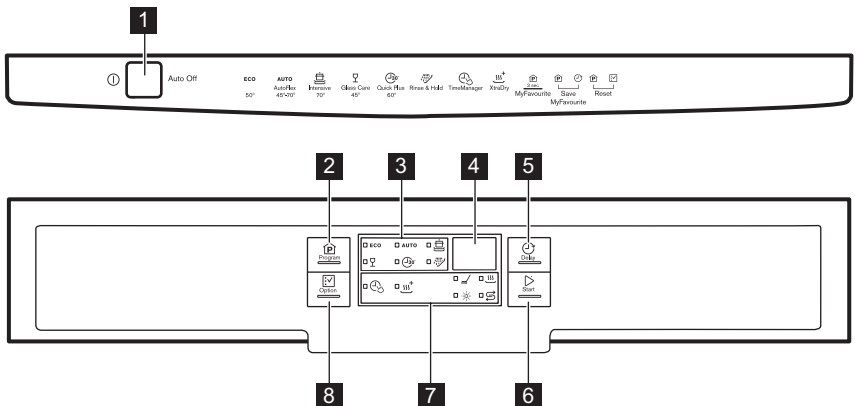 1
Auto Off
ECO AUTO
AutoFlex Intensive Glass Care Quick Plus Rinse & Hold TimeManager XtraDry
50° 45°-70° 70° 45° 60°
30'
P P P
3 sec
MyFavourite Save Reset
MyFavourite
2 3 4 5
P
Program
ECO AUTO
30'
Delay
Option
Start
8 7 6